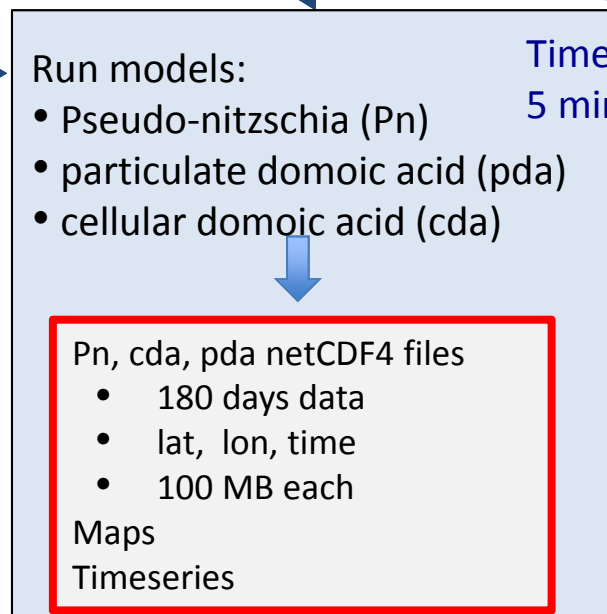 Run models:
• Pseudo-nitzschia (Pn)
• particulate domoic acid (pda)
• cellular domoic acid (cda)
Time
5 min
Pn, cda, pda netCDF4 files
• 180 days data
• lat, lon, time
• 100 MB each
Maps
Timeseries